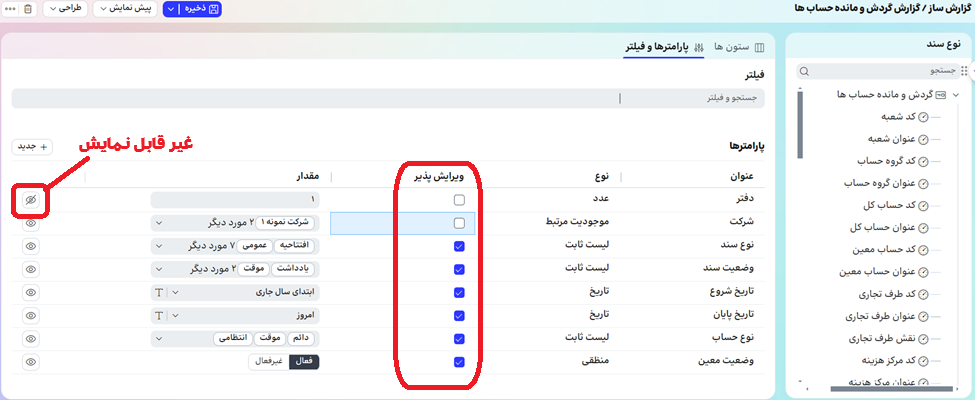 گزارش ساز / گزارش گردش و مانده حساب ها
طراحی
پیش نمایش
ذخیره
نوع سند
جستجو
گردش و مانده حساب ها
کد شعبه
عنوان شعبه
کد گروه حساب
عنوان گروه حساب
کد حساب کل
عنوان حساب کل
کد حساب معین
عنوان حساب معین
کد طرف تجاری
عنوان طرف تجاری
نقش طرف تجاری
کد مرکز هزینه
عنوان مرکز هزینه
ستون ها
پارامترها و فیلتر
فیلتر
جستجو و فیلتر
پارامترها
+ جدید
غیر قابل نمایش
عنوان نوع ویرایش پذیر مقدار
دفتر عدد ۱
شرکت موجودیت مرتبط شرکت نمونه ۱ ۲ مورد دیگر
نوع سند لیست ثابت افتتاحیه عمومی ۷ مورد دیگر
وضعیت سند لیست ثابت یادداشت موقت ۲ مورد دیگر
تاریخ شروع تاریخ ابتدای سال جاری T
تاریخ پایان تاریخ امروز T
نوع حساب لیست ثابت دائم موقت انتظامی
وضعیت معین منطقی فعال غیرفعال